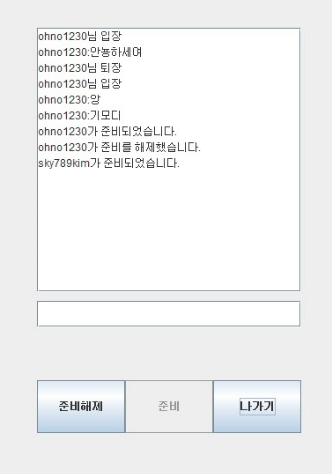 ohno1230님 입장
ohno1230:안뇽하세여
ohno1230님 퇴장
ohno1230님 입장
ohno1230:앙
ohno1230:기모디
ohno1230가 준비되었습니다.
ohno1230가 준비를 해제했습니다.
sky789kim가 준비되었습니다.
준비해제
준비
나가기